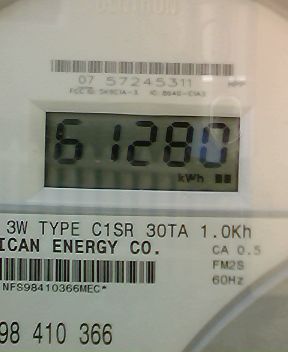 07 57245311
61280
kWh
3W TYPE C1SR 30TA 1.0Kh
ICAN ENERGY CO.
CA 0.5
FM2S
60Hz
NFS98410366MEC*
98 410 366